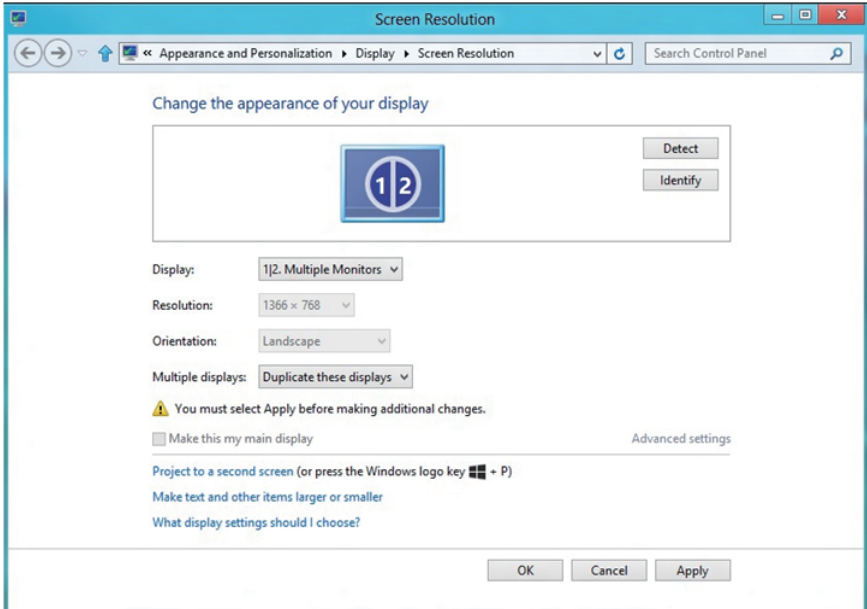 Screen Resolution
« Appearance and Personalization Display Screen Resolution
Search Control Panel
Change the appearance of your display
1 2
Detect
Identify
Display: 1|2. Multiple Monitors
Resolution: 1366 × 768
Orientation: Landscape
Multiple displays: Duplicate these displays
You must select Apply before making additional changes.
Make this my main display
Advanced settings
Project to a second screen (or press the Windows logo key + P)
Make text and other items larger or smaller
What display settings should I choose?
OK Cancel Apply